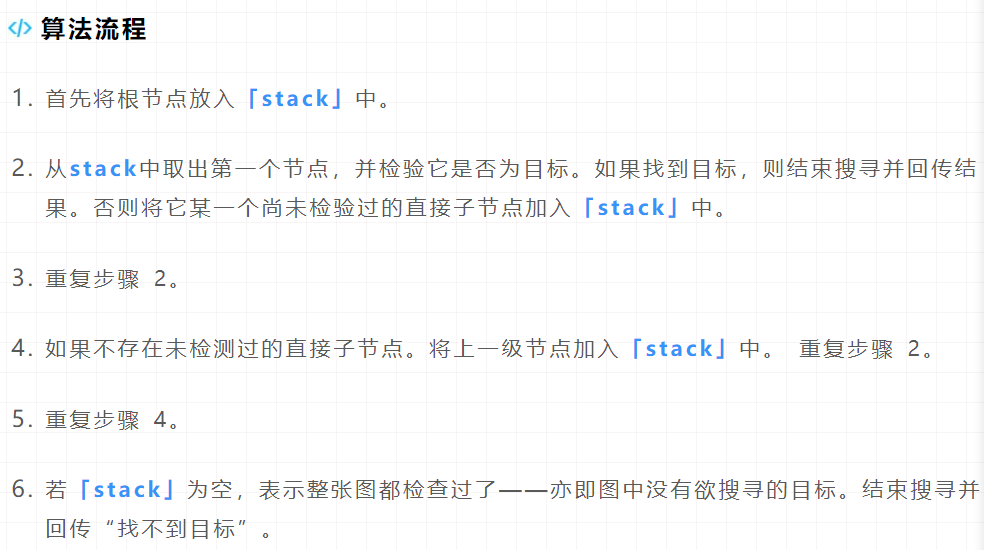 </> 算法流程
1. 首先将根节点放入「stack」中。
2. 从stack中取出第一个节点，并检验它是否为目标。如果找到目标，则结束搜寻并回传结
果。否则将它某一个尚未检验过的直接子节点加入「stack」中。
3. 重复步骤 2。
4. 如果不存在未检测过的直接子节点。将上一级节点加入「stack」中。 重复步骤 2。
5. 重复步骤 4。
6. 若「stack」为空，表示整张图都检查过了——亦即图中没有欲搜寻的目标。结束搜寻并
回传“找不到目标”。